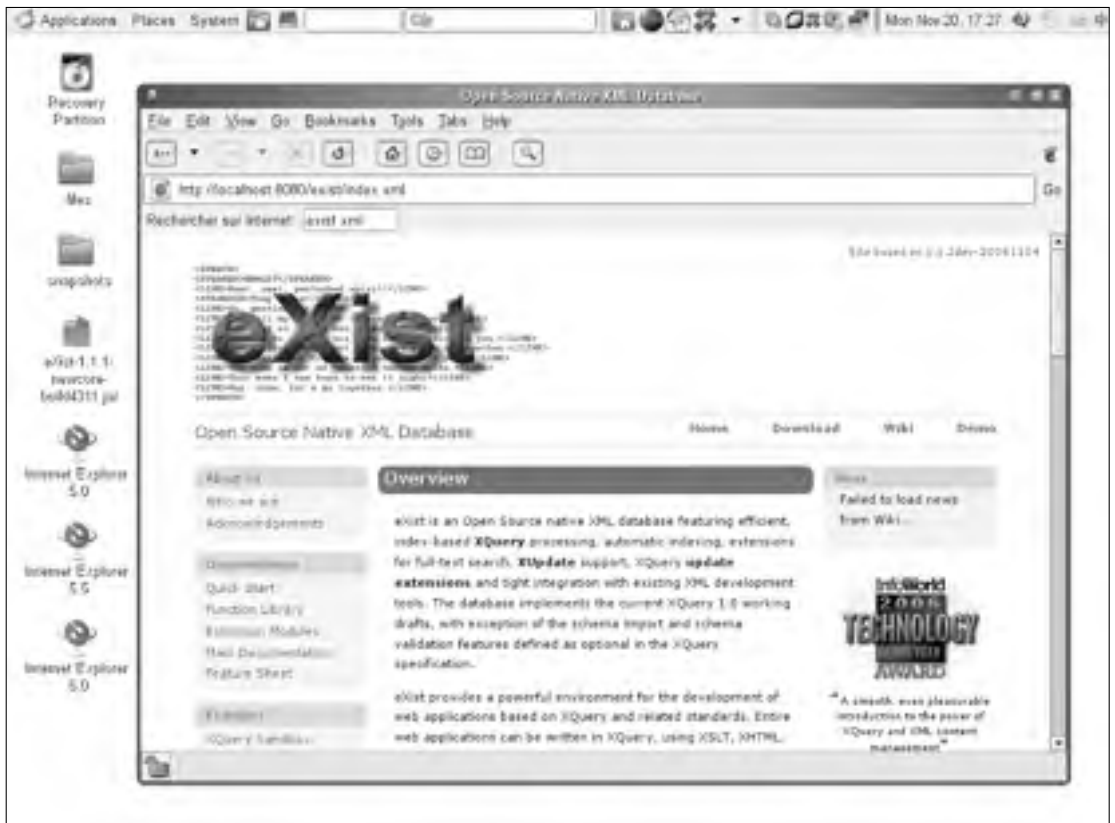 Applications Places System
Mon Nov 20, 17:27
Recovery
Partition
snapshots
Internet Explorer
5.0
Internet Explorer
5.5
Internet Explorer
6.0
Open Source Native XML Database
File Edit View Go Bookmarks Tools Tabs Help
http://localhost:8080/exist/index.xml
Go
Rechercher sur Internet: exist xml
eXist
Open Source Native XML Database
Home Download Wiki Demo
About Us
Who we are
Acknowledgements
Documentation
Quick Start
Function Library
Extension Modules
Main Documentation
Feature Sheet
Examples
XQuery Sandbox
Overview
eXist is an Open Source native XML database featuring efficient,
index-based XQuery processing, automatic indexing, extensions
for full-text search, XUpdate support, XQuery update
extensions and tight integration with existing XML development
tools. The database implements the current XQuery 1.0 working
drafts, with exception of the schema import and schema
validation features defined as optional in the XQuery
specification.
eXist provides a powerful environment for the development of
web applications based on XQuery and related standards. Entire
web applications can be written in XQuery, using XSLT, XHTML,
News
Failed to load news
from Wiki...
InfoWorld
2006
TECHNOLOGY
AWARD
"A smooth, even pleasurable
introduction to the power of
XQuery and XML content
management"